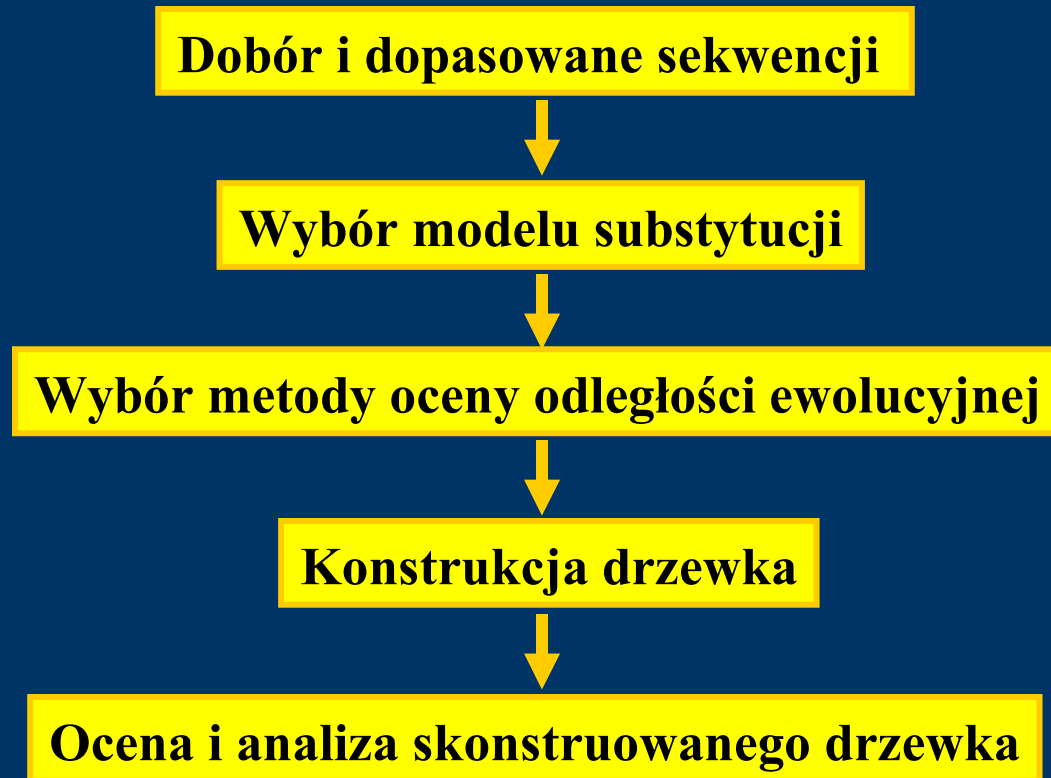 Dobór i dopasowane sekwencji
Wybór modelu substytucji
Wybór metody oceny odległości ewolucyjnej
Konstrukcja drzewka
Ocena i analiza skonstruowanego drzewka